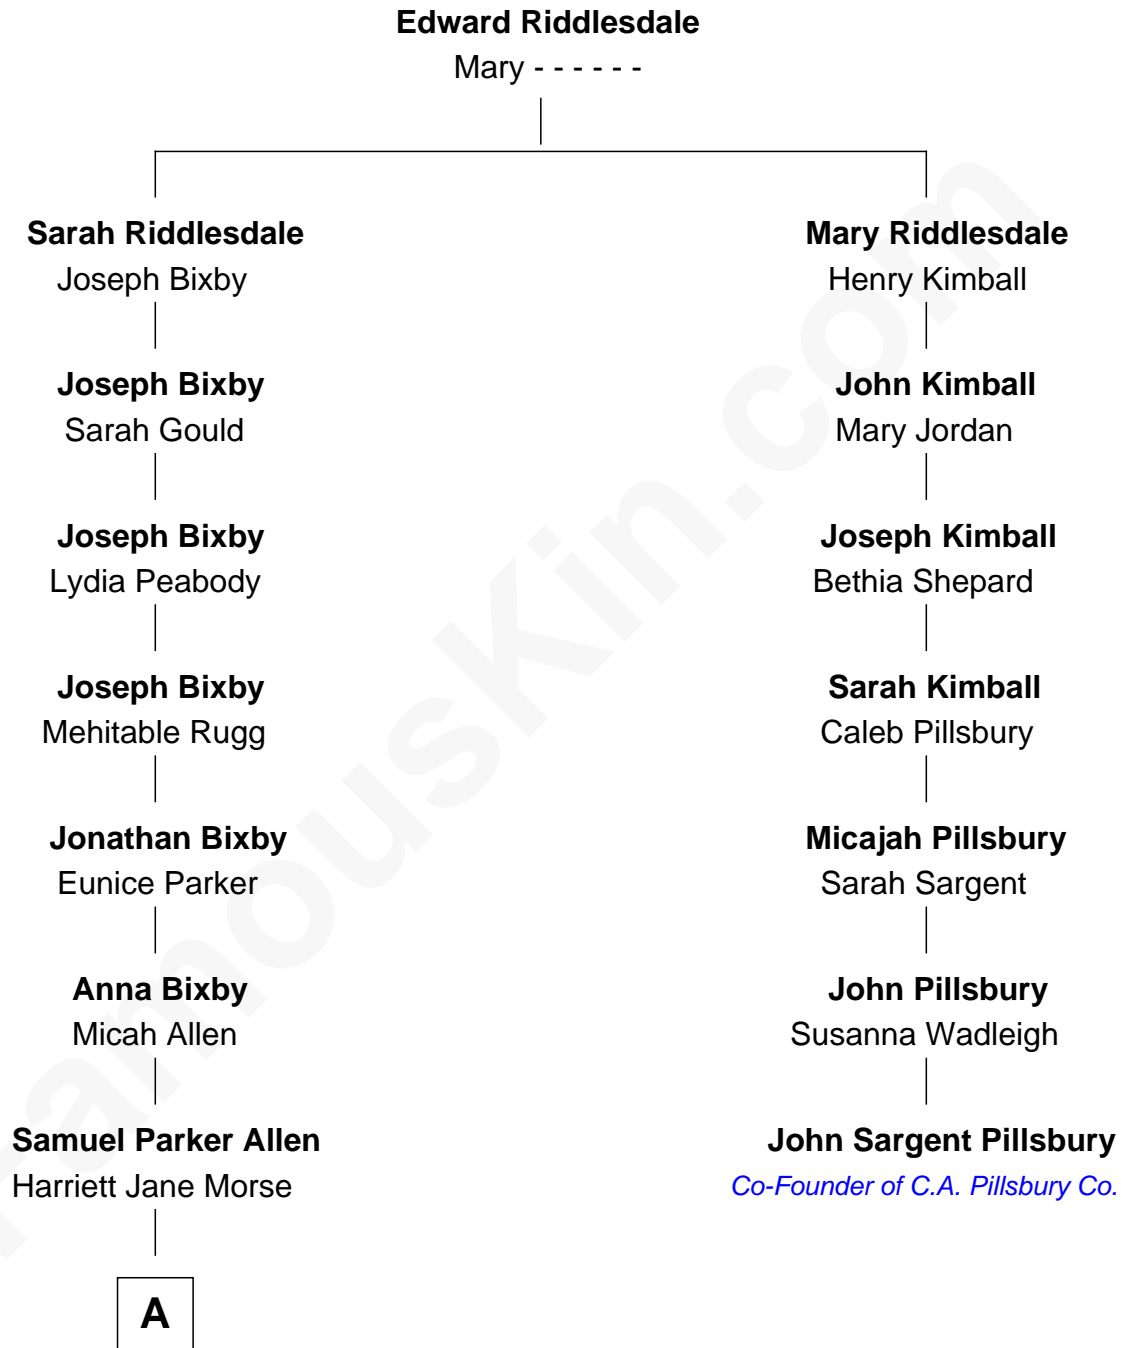 Edward Riddlesdale
Mary - - - - - -
Sarah Riddlesdale
Joseph Bixby
Mary Riddlesdale
Henry Kimball
Joseph Bixby
Sarah Gould
John Kimball
Mary Jordan
Joseph Bixby
Lydia Peabody
Joseph Kimball
Bethia Shepard
Joseph Bixby
Mehitable Rugg
Sarah Kimball
Caleb Pillsbury
Jonathan Bixby
Eunice Parker
Micajah Pillsbury
Sarah Sargent
Anna Bixby
Micah Allen
John Pillsbury
Susanna Wadleigh
Samuel Parker Allen
Harriett Jane Morse
John Sargent Pillsbury
Co-Founder of C.A. Pillsbury Co.
A
FamousKin.com